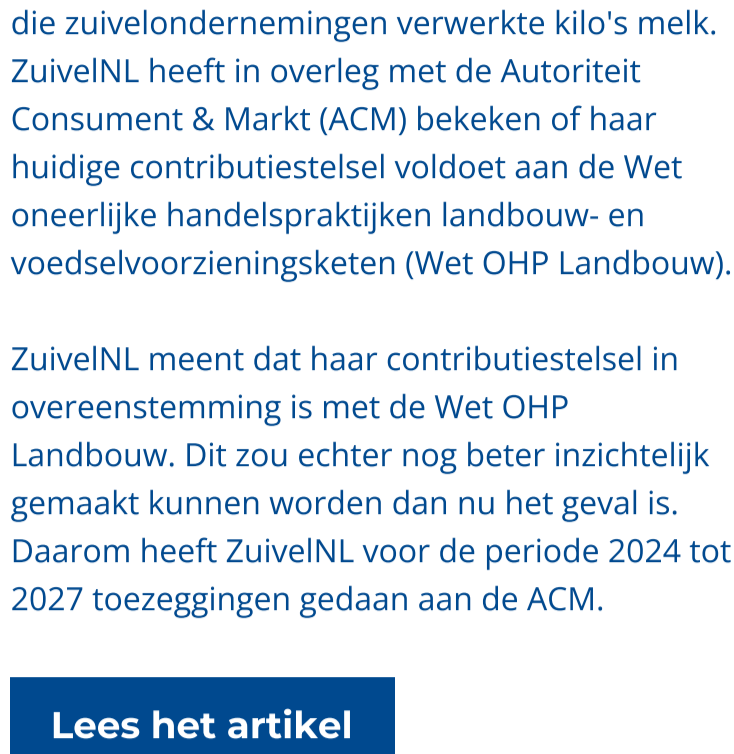 die zuivelondernemingen verwerkte kilo's melk.
ZuivelNL heeft in overleg met de Autoriteit
Consument & Markt (ACM) bekeken of haar
huidige contributiestelsel voldoet aan de Wet
oneerlijke handelspraktijken landbouw- en
voedselvoorzieningsketen (Wet OHP Landbouw).

ZuivelNL meent dat haar contributiestelsel in
overeenstemming is met de Wet OHP
Landbouw. Dit zou echter nog beter inzichtelijk
gemaakt kunnen worden dan nu het geval is.
Daarom heeft ZuivelNL voor de periode 2024 tot
2027 toezeggingen gedaan aan de ACM.

Lees het artikel